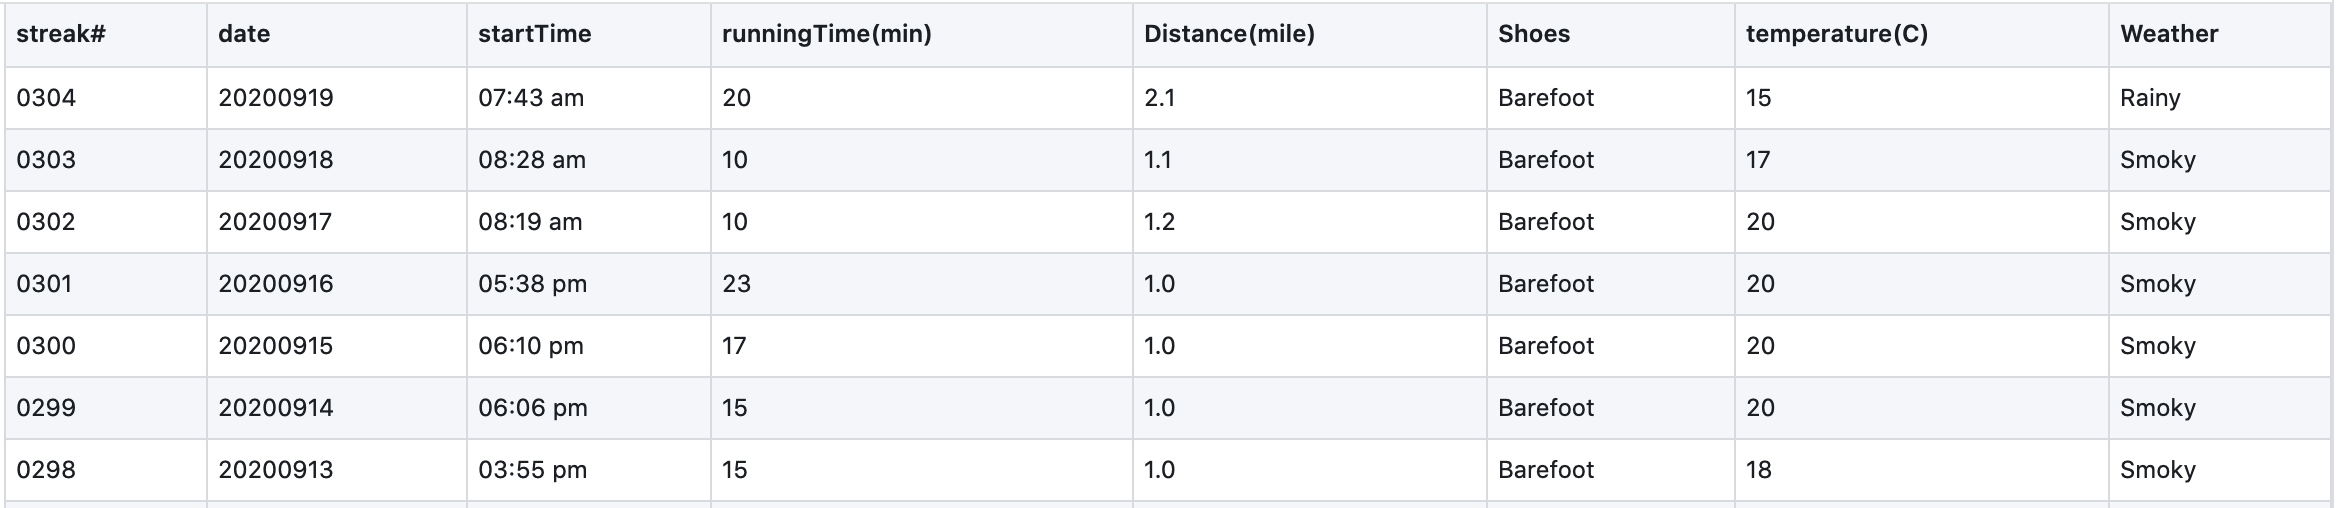 streak# date startTime runningTime(min) Distance(mile) Shoes temperature(C) Weather
0304 20200919 07:43 am 20 2.1 Barefoot 15 Rainy
0303 20200918 08:28 am 10 1.1 Barefoot 17 Smoky
0302 20200917 08:19 am 10 1.2 Barefoot 20 Smoky
0301 20200916 05:38 pm 23 1.0 Barefoot 20 Smoky
0300 20200915 06:10 pm 17 1.0 Barefoot 20 Smoky
0299 20200914 06:06 pm 15 1.0 Barefoot 20 Smoky
0298 20200913 03:55 pm 15 1.0 Barefoot 18 Smoky